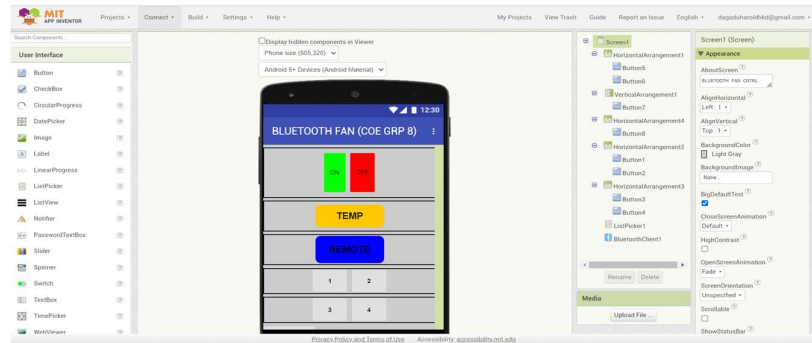 MIT
APP INVENTOR
Projects
Connect
Build
Settings
Help
My Projects
View Trash
Guide
Report an Issue
English
dagaduharoldhkd@gmail.com
Search Components...
User Interface
Button
CheckBox
CircularProgress
DatePicker
Image
Label
LinearProgress
ListPicker
ListView
Notifier
PasswordTextBox
Slider
Spinner
Switch
TextBox
TimePicker
WebViewer
Display hidden components in Viewer
Phone size (505,320)
Android 5+ Devices (Android Material)
12:30
BLUETOOTH FAN (COE GRP 8)
ON
OFF
TEMP
REMOTE
1
2
3
4
Screen1
HorizontalArrangement1
Button5
Button6
VerticalArrangement1
Button7
HorizontalArrangement4
Button8
HorizontalArrangement2
Button1
Button2
HorizontalArrangement3
Button3
Button4
ListPicker1
BluetoothClient1
Rename
Delete
Media
Upload File ...
Screen1 (Screen)
Appearance
AboutScreen
BLUETOOTH FAN CNTRL
AlignHorizontal
Left : 1
AlignVertical
Top : 1
BackgroundColor
Light Gray
BackgroundImage
None...
BigDefaultText
CloseScreenAnimation
Default
HighContrast
OpenScreenAnimation
Fade
ScreenOrientation
Unspecified
Scrollable
ShowStatusBar
Privacy Policy and Terms of Use
Accessibility: accessibility.mit.edu